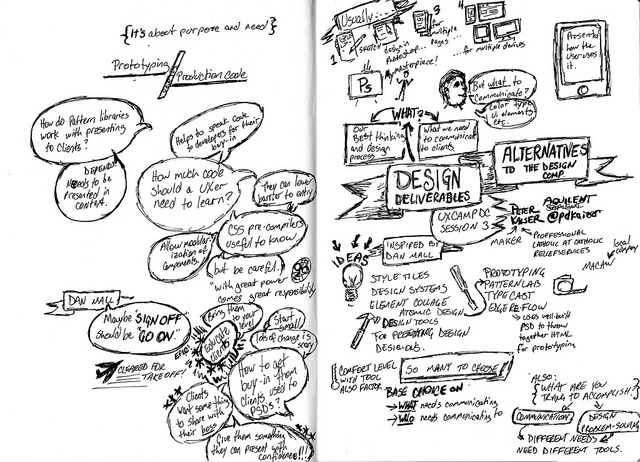 {It's about purpose and need}
Prototyping
Production code
How do Pattern libraries
work with presenting
to clients?
DEPENDS
Needs to be
presented in
context.
Helps to speak code
to developers for their
buy-in
How much code
should a UXer
need to learn?
They can lower
barrier to entry
CSS pre-compilers
useful to know
Allow modular-
ization of
components.
but be careful.
"with great power
comes great responsibility
DAN MALL
Maybe "SIGN OFF"
should be "GO ON."
CLEARED FOR
TAKEOFF!
Bring them
to your
level
Educate
clients
Start
small!
lots of change is
scary
How to get
buy-in from
clients used to
PSDs?
Clients
want something
to share with
their boss
Give them something
they can present with
confidence!!!
Usually...
1
sketch
2
design in
Photoshop...
My masterpiece!
3
for
multiple
pages...
4
...for multiple devices
Presents
how the
user uses
it.
Ps
But what to
communicate?
Color, type,
UI elements
etc.
WHAT?
Our
Best thinking
and design
process
What we need
to communicate
to clients.
DESIGN
DELIVERABLES
ALTERNATIVES
TO THE DESIGN
COMP.
UXCAMPDC
SESSION 3
PETER
KAISER
AQUILENT
@pdkaiser
MAKER
PROFESSIONAL
CATHOLIC AT CATHOLIC
RELIEF SERVICES
local
company
MACAW
INSPIRED BY
DAN MALL
IDEAS
STYLE TILES
DESIGN SYSTEMS
ELEMENT COLLAGE
ATOMIC DESIGN
DESIGN TOOLS
FOR PRESENTING DESIGN
DECISIONS.
PROTOTYPING
PATTERN LAB
TYPECAST
EDGE REFLOW
uses well-built
PSD to throw
together HTML
for prototyping
COMFORT LEVEL
WITH TOOL
ALSO FACTOR.
SO MANY TO CHOOSE!
BASE CHOICE ON
WHAT needs communicating
WHO needs communicating to
ALSO:
{WHAT ARE YOU
TRYING TO ACCOMPLISH?}
COMMUNICATION
DESIGN
PROBLEM-SOLVING
DIFFERENT NEEDS
NEED DIFFERENT TOOLS.